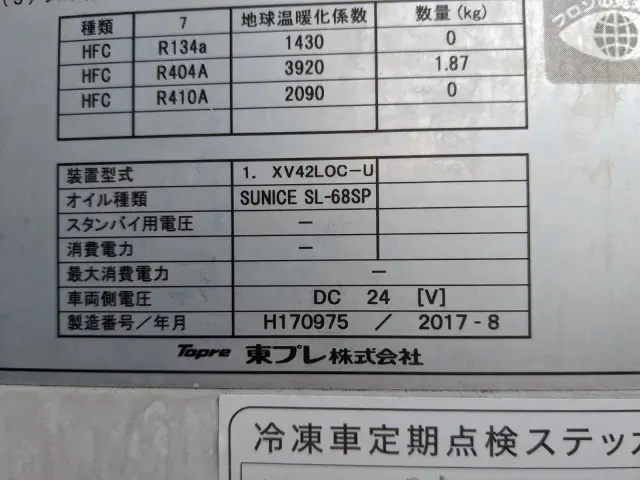 種類 7 地球温暖化係数 数量 (kg)
HFC R134a 1430 0
HFC R404A 3920 1.87
HFC R410A 2090 0
装置型式 1. XV42LOC-U
オイル種類 SUNICE SL-68SP
スタンバイ用電圧 ー
消費電力 ー
最大消費電力 ー
車両側電圧 DC 24 [V]
製造番号/年月 H170975 / 2017-8
Topre 東プレ株式会社
冷凍車定期点検ステッカ